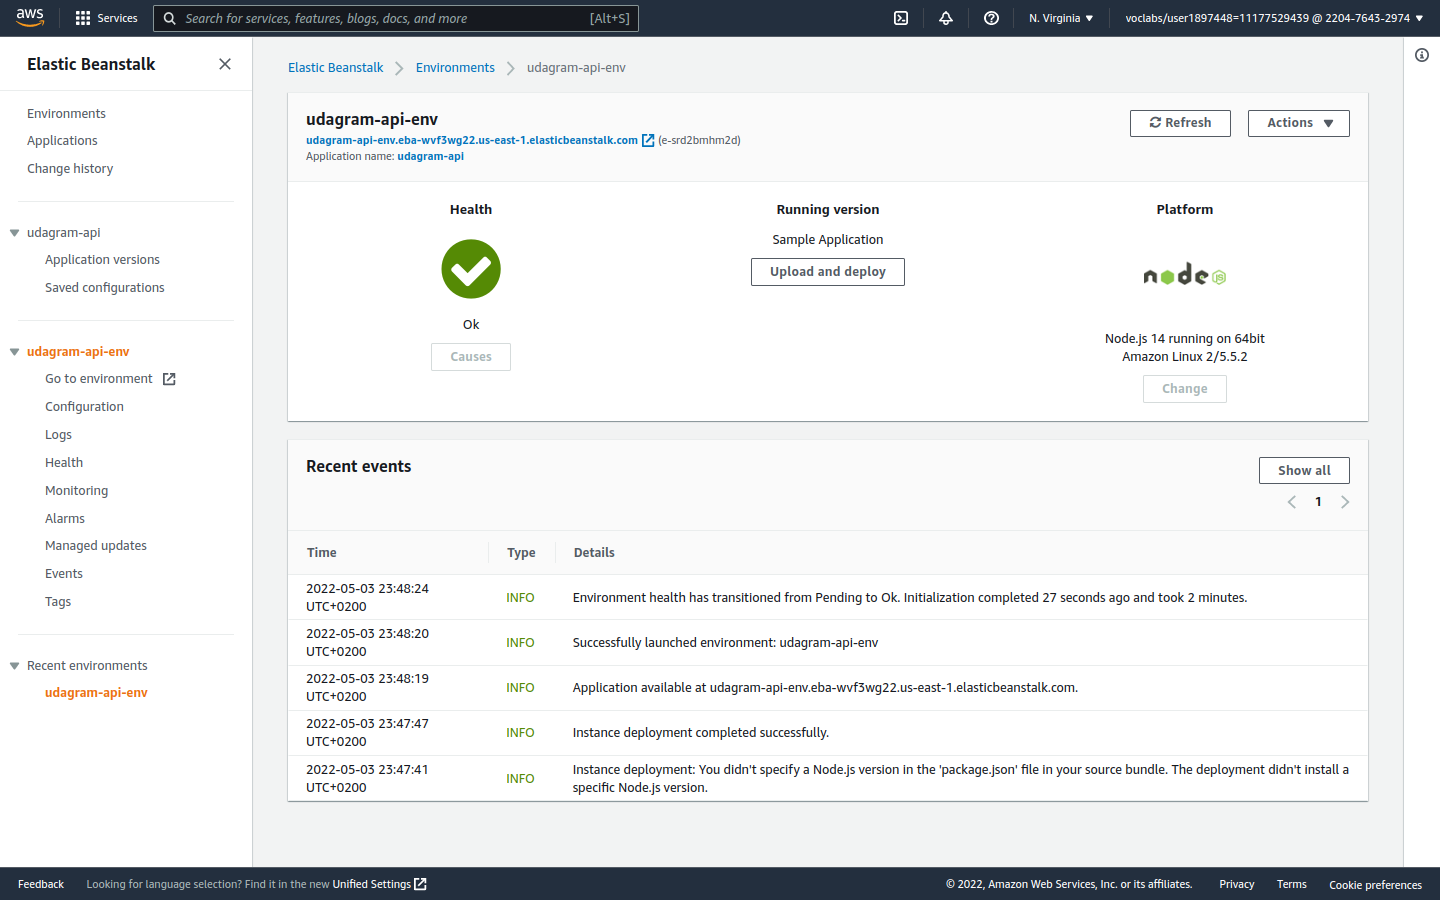 aws
Services
Search for services, features, blogs, docs, and more [Alt+S]
N. Virginia
voclabs/user1897448=11177529439 @ 2204-7643-2974
Elastic Beanstalk
Environments
Applications
Change history
udagram-api
Application versions
Saved configurations
udagram-api-env
Go to environment
Configuration
Logs
Health
Monitoring
Alarms
Managed updates
Events
Tags
Recent environments
udagram-api-env
Elastic Beanstalk
Environments
udagram-api-env
udagram-api-env
udagram-api-env.eba-wvf3wg22.us-east-1.elasticbeanstalk.com (e-srd2bmhm2d)
Application name: udagram-api
Refresh
Actions
Health
Ok
Causes
Running version
Sample Application
Upload and deploy
Platform
node JS
Node.js 14 running on 64bit
Amazon Linux 2/5.5.2
Change
Recent events
Show all
1
Time Type Details
2022-05-03 23:48:24
UTC+0200
INFO
Environment health has transitioned from Pending to Ok. Initialization completed 27 seconds ago and took 2 minutes.
2022-05-03 23:48:20
UTC+0200
INFO
Successfully launched environment: udagram-api-env
2022-05-03 23:48:19
UTC+0200
INFO
Application available at udagram-api-env.eba-wvf3wg22.us-east-1.elasticbeanstalk.com.
2022-05-03 23:47:47
UTC+0200
INFO
Instance deployment completed successfully.
2022-05-03 23:47:41
UTC+0200
INFO
Instance deployment: You didn't specify a Node.js version in the 'package.json' file in your source bundle. The deployment didn't install a
specific Node.js version.
Feedback
Looking for language selection? Find it in the new Unified Settings
© 2022, Amazon Web Services, Inc. or its affiliates.
Privacy
Terms
Cookie preferences